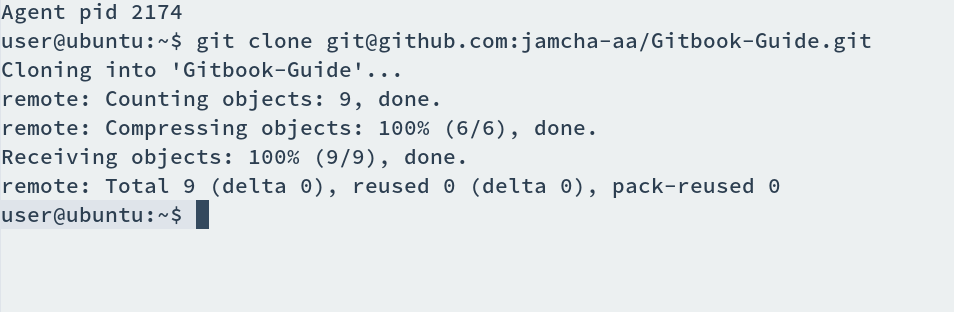 Agent pid 2174
user@ubuntu:~$ git clone git@github.com:jamcha-aa/Gitbook-Guide.git
Cloning into 'Gitbook-Guide'...
remote: Counting objects: 9, done.
remote: Compressing objects: 100% (6/6), done.
Receiving objects: 100% (9/9), done.
remote: Total 9 (delta 0), reused 0 (delta 0), pack-reused 0
user@ubuntu:~$